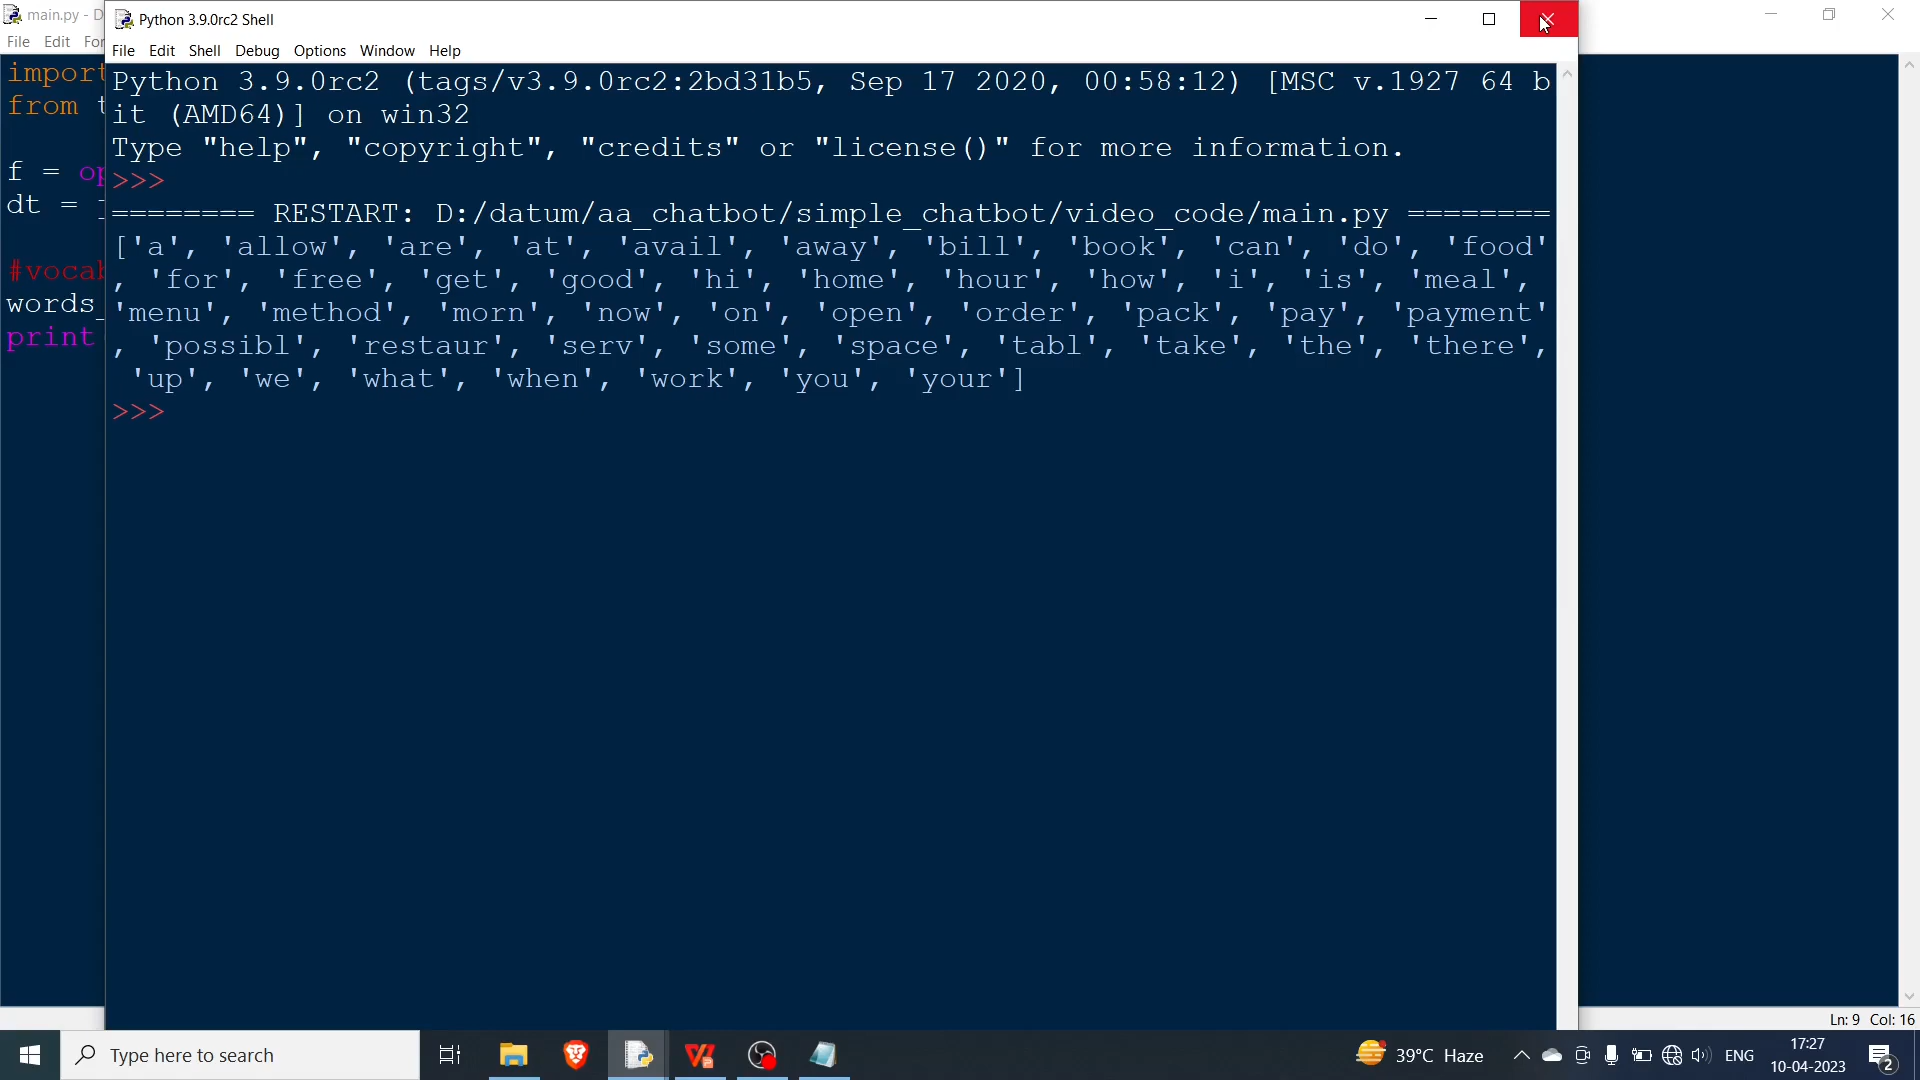 main.py - D
File Edit For
import
from t
f = op
dt = j
#vocab
words_
print
Python 3.9.0rc2 Shell
File Edit Shell Debug Options Window Help
Python 3.9.0rc2 (tags/v3.9.0rc2:2bd31b5, Sep 17 2020, 00:58:12) [MSC v.1927 64 b
it (AMD64)] on win32
Type "help", "copyright", "credits" or "license()" for more information.
>>>
======== RESTART: D:/datum/aa_chatbot/simple_chatbot/video_code/main.py ========
['a', 'allow', 'are', 'at', 'avail', 'away', 'bill', 'book', 'can', 'do', 'food'
, 'for', 'free', 'get', 'good', 'hi', 'home', 'hour', 'how', 'i', 'is', 'meal',
'menu', 'method', 'morn', 'now', 'on', 'open', 'order', 'pack', 'pay', 'payment'
, 'possibl', 'restaur', 'serv', 'some', 'space', 'tabl', 'take', 'the', 'there',
'up', 'we', 'what', 'when', 'work', 'you', 'your']
>>>
Ln: 9 Col: 16
Type here to search
39°C Haze
ENG
17:27
10-04-2023
2